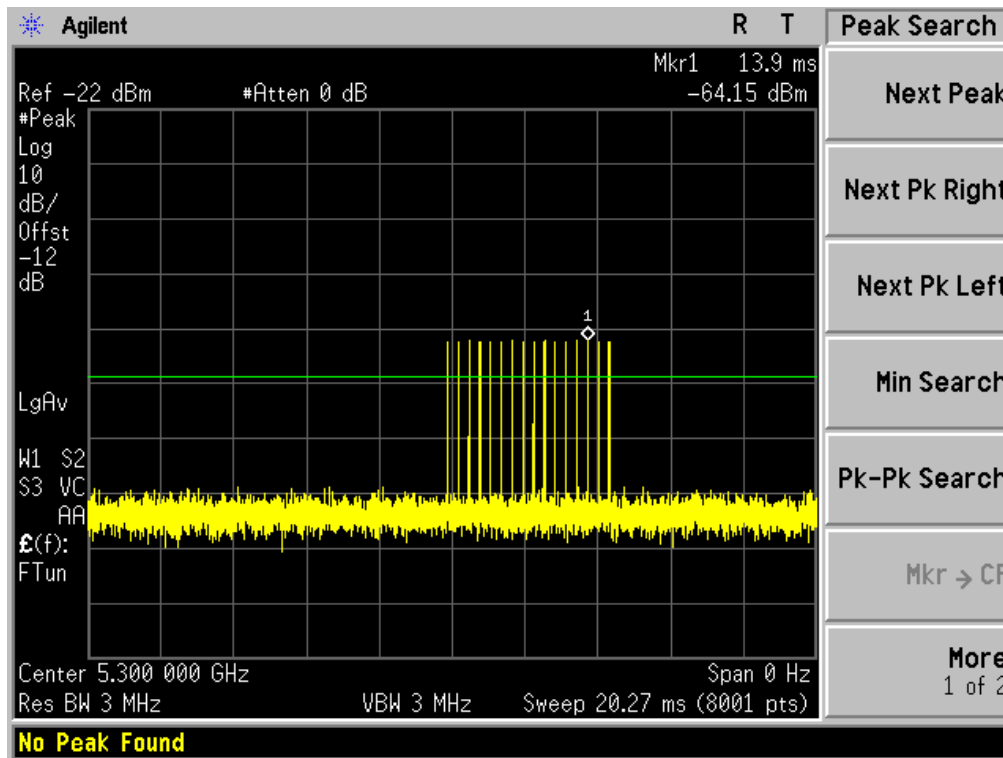 Agilent R T Peak Search
Mkr1 13.9 ms
Ref -22 dBm #Atten 0 dB -64.15 dBm
#Peak
Log
10
dB/
Offst
-12
dB
1
LgAv
W1 S2
S3 VC
AA
£(f):
FTun
Center 5.300 000 GHz Span 0 Hz
Res BW 3 MHz VBW 3 MHz Sweep 20.27 ms (8001 pts)
No Peak Found
Next Peak
Next Pk Right
Next Pk Left
Min Search
Pk-Pk Search
Mkr → CF
More
1 of 2